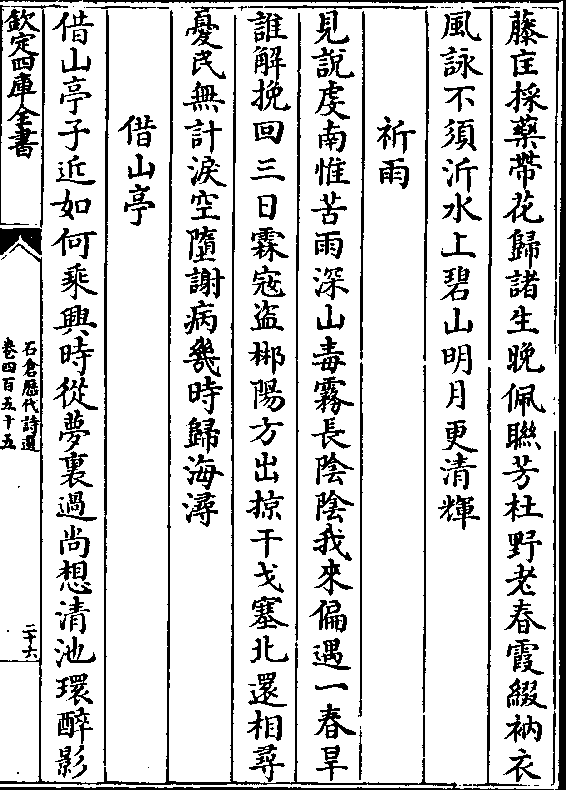 藤𨓏採藥帶花歸諸生晚佩聮芳杜野老春霞綴衲衣
風詠不須沂水上碧山明月更清輝
祈雨
見說䖍南惟苦雨深山毒霧長陰陰我來偏遇一春旱
誰解挽回三日霖寇盗郴陽方出掠干戈塞北還相尋
憂民無計淚空墮謝病幾時歸海潯
借山亭
借山亭子近如何乘興時從夢裏過尚想清池環醉影
欽定四庫全書
石倉歷代詩選
卷四百五十五
二十六